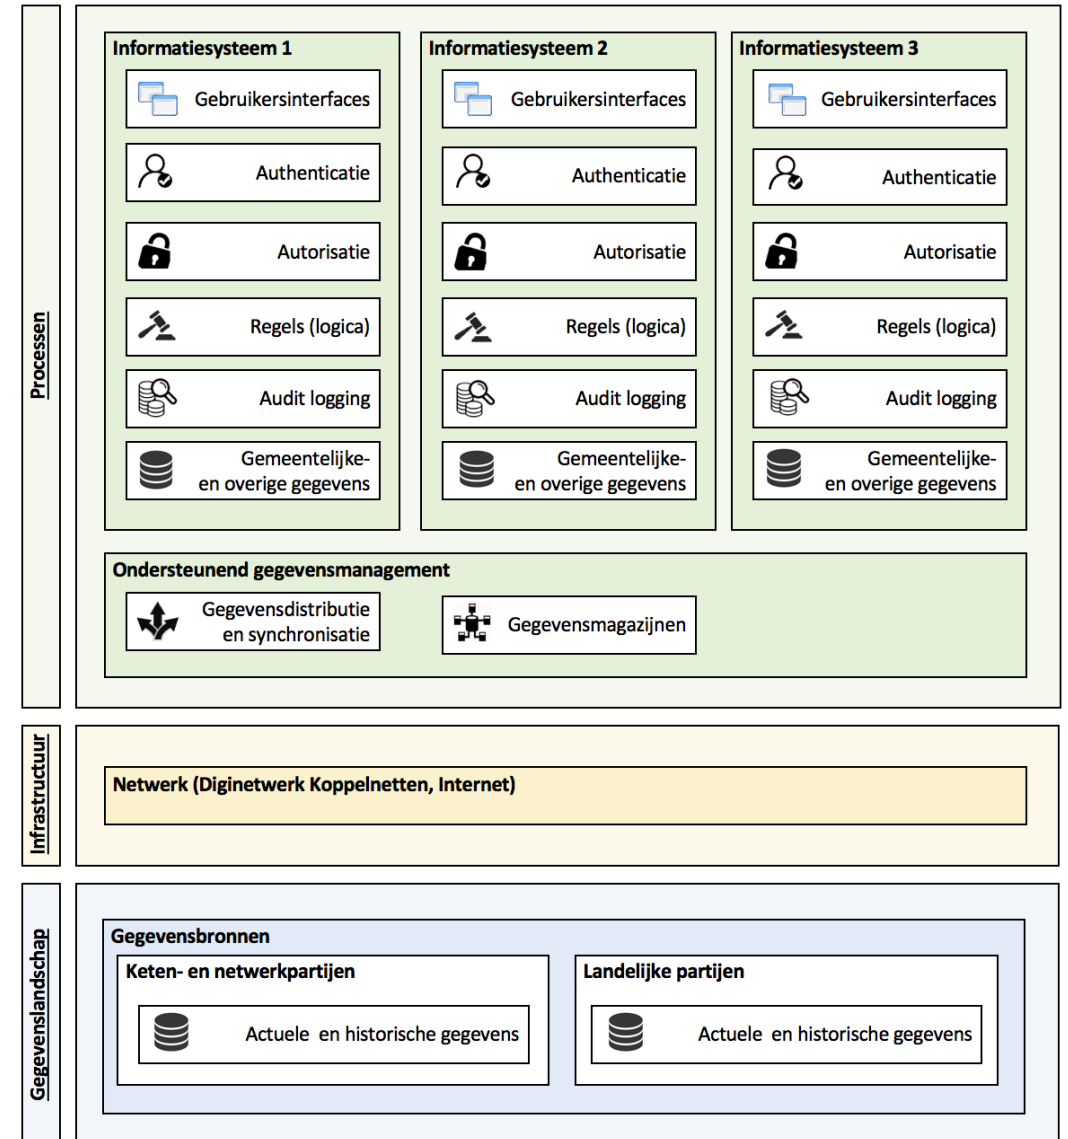 Processen
Informatiesysteem 1
Gebruikersinterfaces
Authenticatie
Autorisatie
Regels (logica)
Audit logging
Gemeentelijke-
en overige gegevens
Informatiesysteem 2
Gebruikersinterfaces
Authenticatie
Autorisatie
Regels (logica)
Audit logging
Gemeentelijke-
en overige gegevens
Informatiesysteem 3
Gebruikersinterfaces
Authenticatie
Autorisatie
Regels (logica)
Audit logging
Gemeentelijke-
en overige gegevens
Ondersteunend gegevensmanagement
Gegevensdistributie
en synchronisatie
Gegevensmagazijnen
Infrastructuur
Netwerk (Diginetwerk Koppelnetten, Internet)
Gegevenslandschap
Gegevensbronnen
Keten- en netwerkpartijen
Actuele en historische gegevens
Landelijke partijen
Actuele en historische gegevens